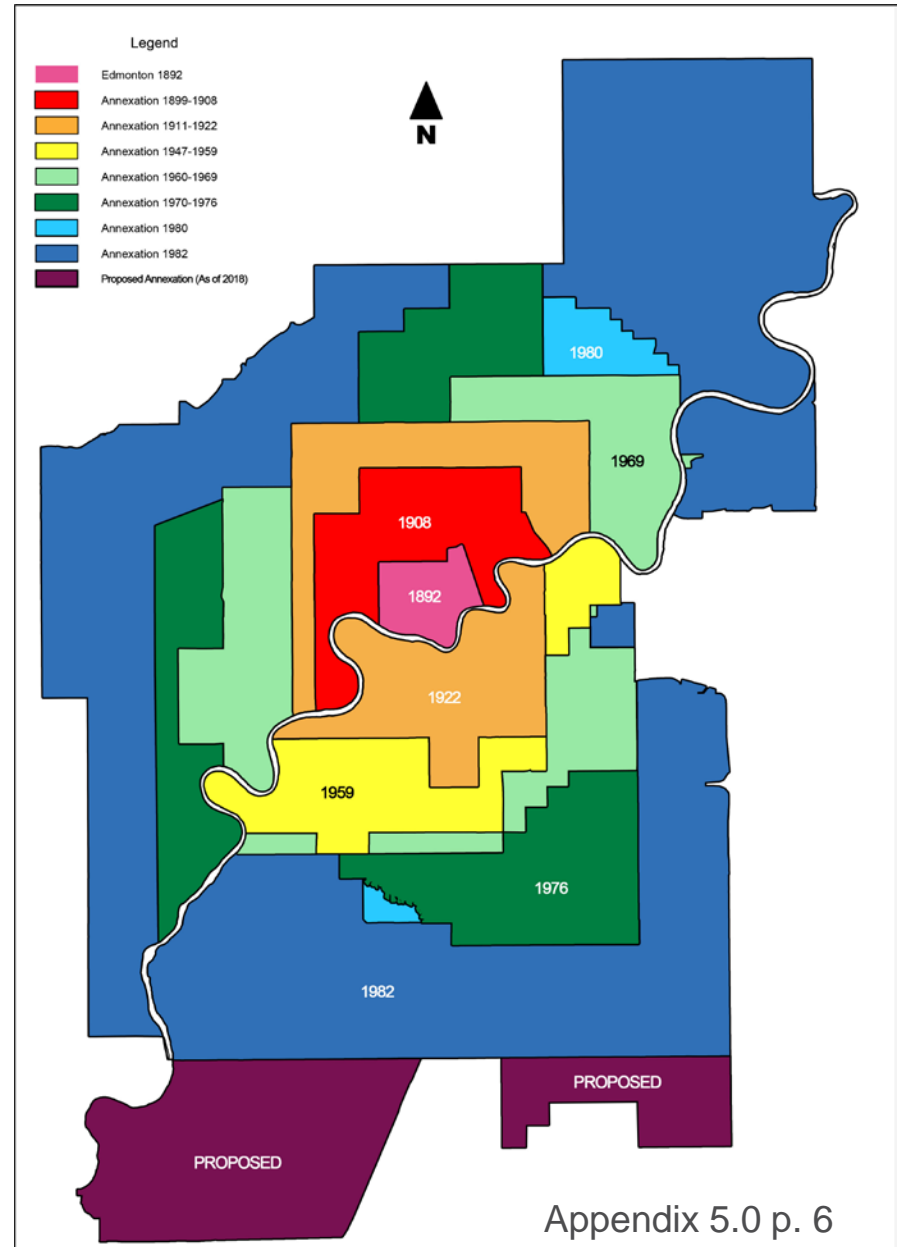 Legend
Edmonton 1892
Annexation 1899-1908
Annexation 1911-1922
Annexation 1947-1959
Annexation 1960-1969
Annexation 1970-1976
Annexation 1980
Annexation 1982
Proposed Annexation (As of 2018)
N
1980
1969
1908
1892
1922
1959
1976
1982
PROPOSED
PROPOSED
Appendix 5.0 p. 6